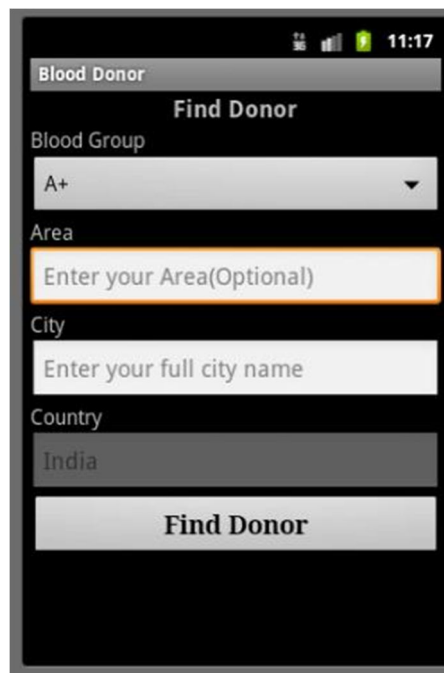 11:17
Blood Donor
Find Donor
Blood Group
A+
Area
Enter your Area(Optional)
City
Enter your full city name
Country
India
Find Donor